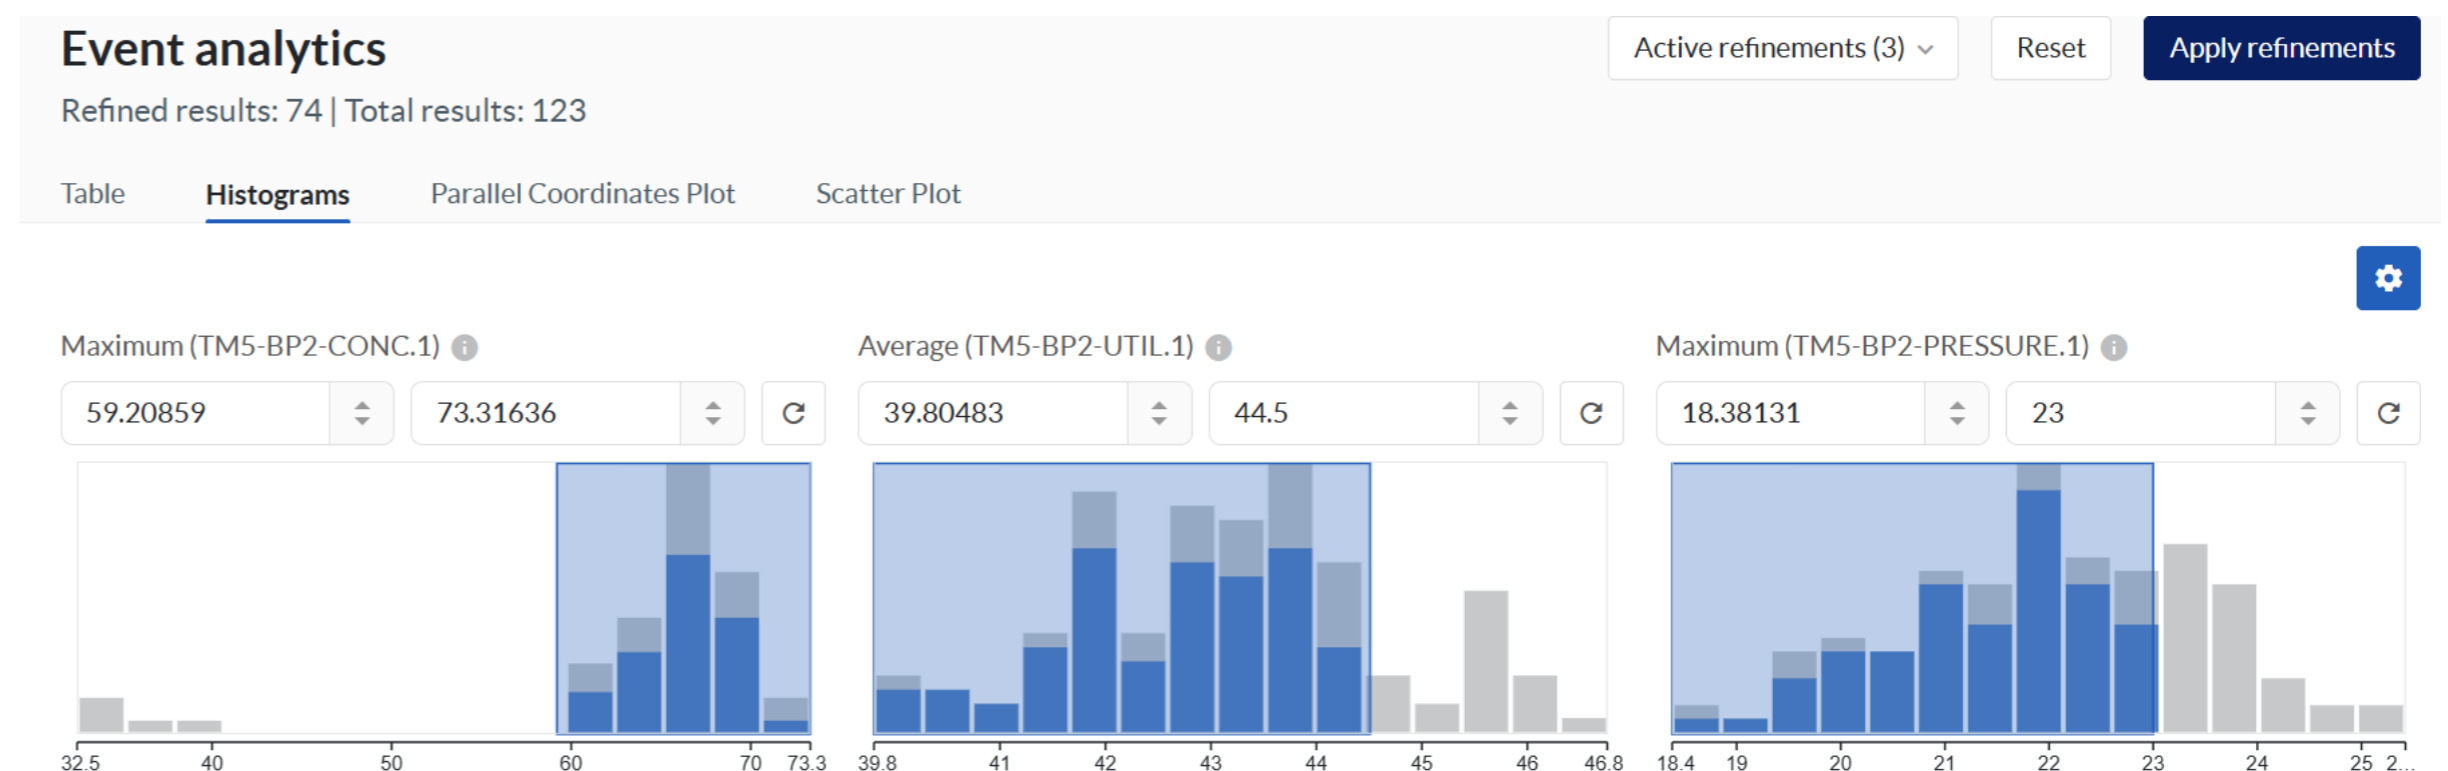 Event analytics
Active refinements (3)
Reset
Apply refinements
Refined results: 74 | Total results: 123
Table
Histograms
Parallel Coordinates Plot
Scatter Plot
Maximum (TM5-BP2-CONC.1)
Average (TM5-BP2-UTIL.1)
Maximum (TM5-BP2-PRESSURE.1)
59.20859
73.31636
39.80483
44.5
18.38131
23
32.5 40 50 60 70 73.3
39.8 41 42 43 44 45 46 46.8
18.4 19 20 21 22 23 24 25 2...